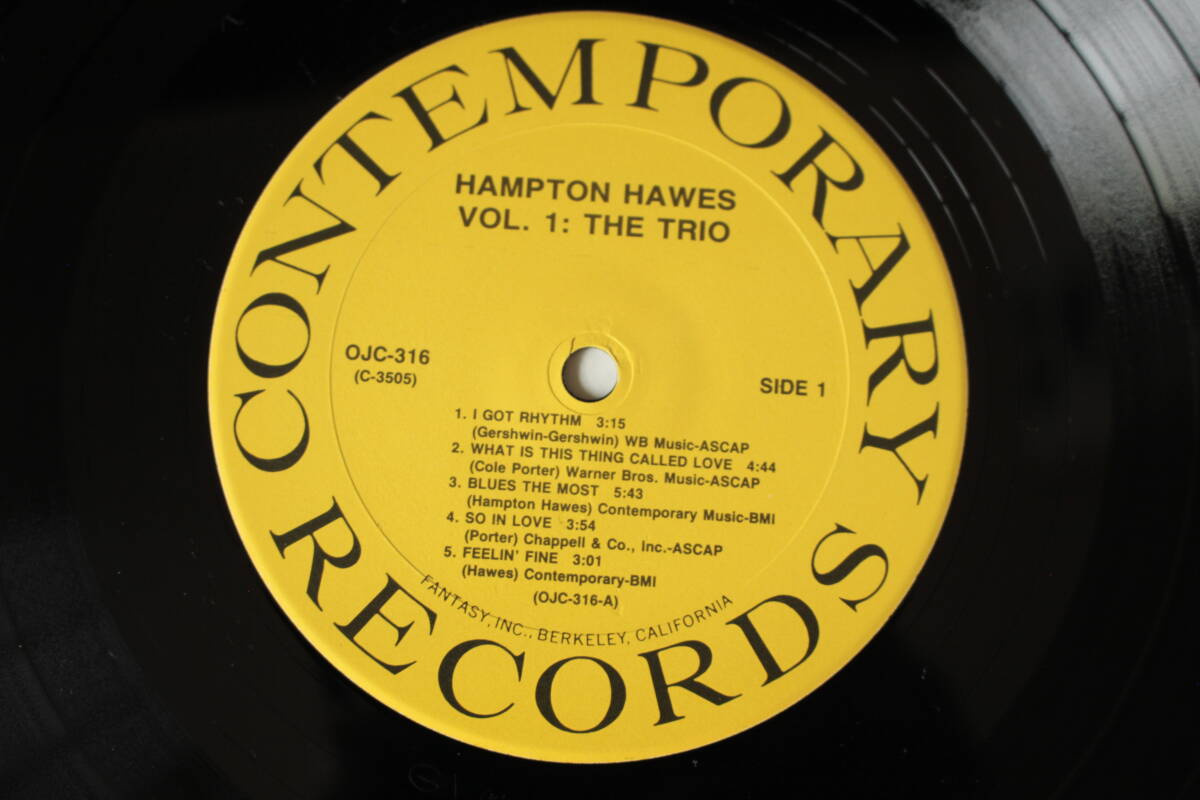 CONTEMPORARY
RECORDS
HAMPTON HAWES
VOL. 1: THE TRIO
OJC-316
(C-3505)
SIDE 1
1. I GOT RHYTHM 3:15
(Gershwin-Gershwin) WB Music-ASCAP
2. WHAT IS THIS THING CALLED LOVE 4:44
(Cole Porter) Warner Bros. Music-ASCAP
3. BLUES THE MOST 5:43
(Hampton Hawes) Contemporary Music-BMI
4. SO IN LOVE 3:54
(Porter) Chappell & Co., Inc.-ASCAP
5. FEELIN' FINE 3:01
(Hawes) Contemporary-BMI
(OJC-316-A)
FANTASY, INC., BERKELEY, CALIFORNIA